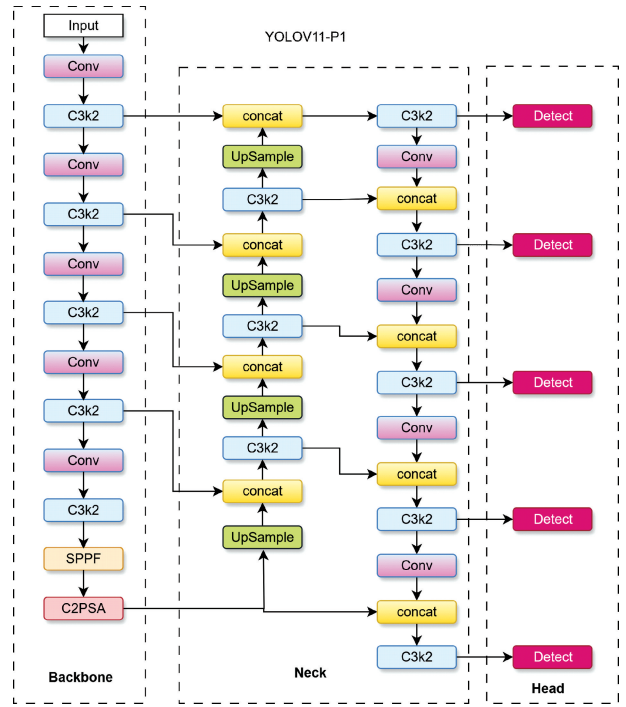 YOLOV11-P1
Input
Conv
C3k2
Conv
C3k2
Conv
C3k2
Conv
C3k2
Conv
C3k2
SPPF
C2PSA
Backbone
concat
UpSample
C3k2
concat
UpSample
C3k2
concat
UpSample
C3k2
concat
UpSample
C3k2
Conv
concat
C3k2
Conv
concat
C3k2
Conv
concat
C3k2
Conv
concat
C3k2
Neck
Detect
Detect
Detect
Detect
Detect
Head